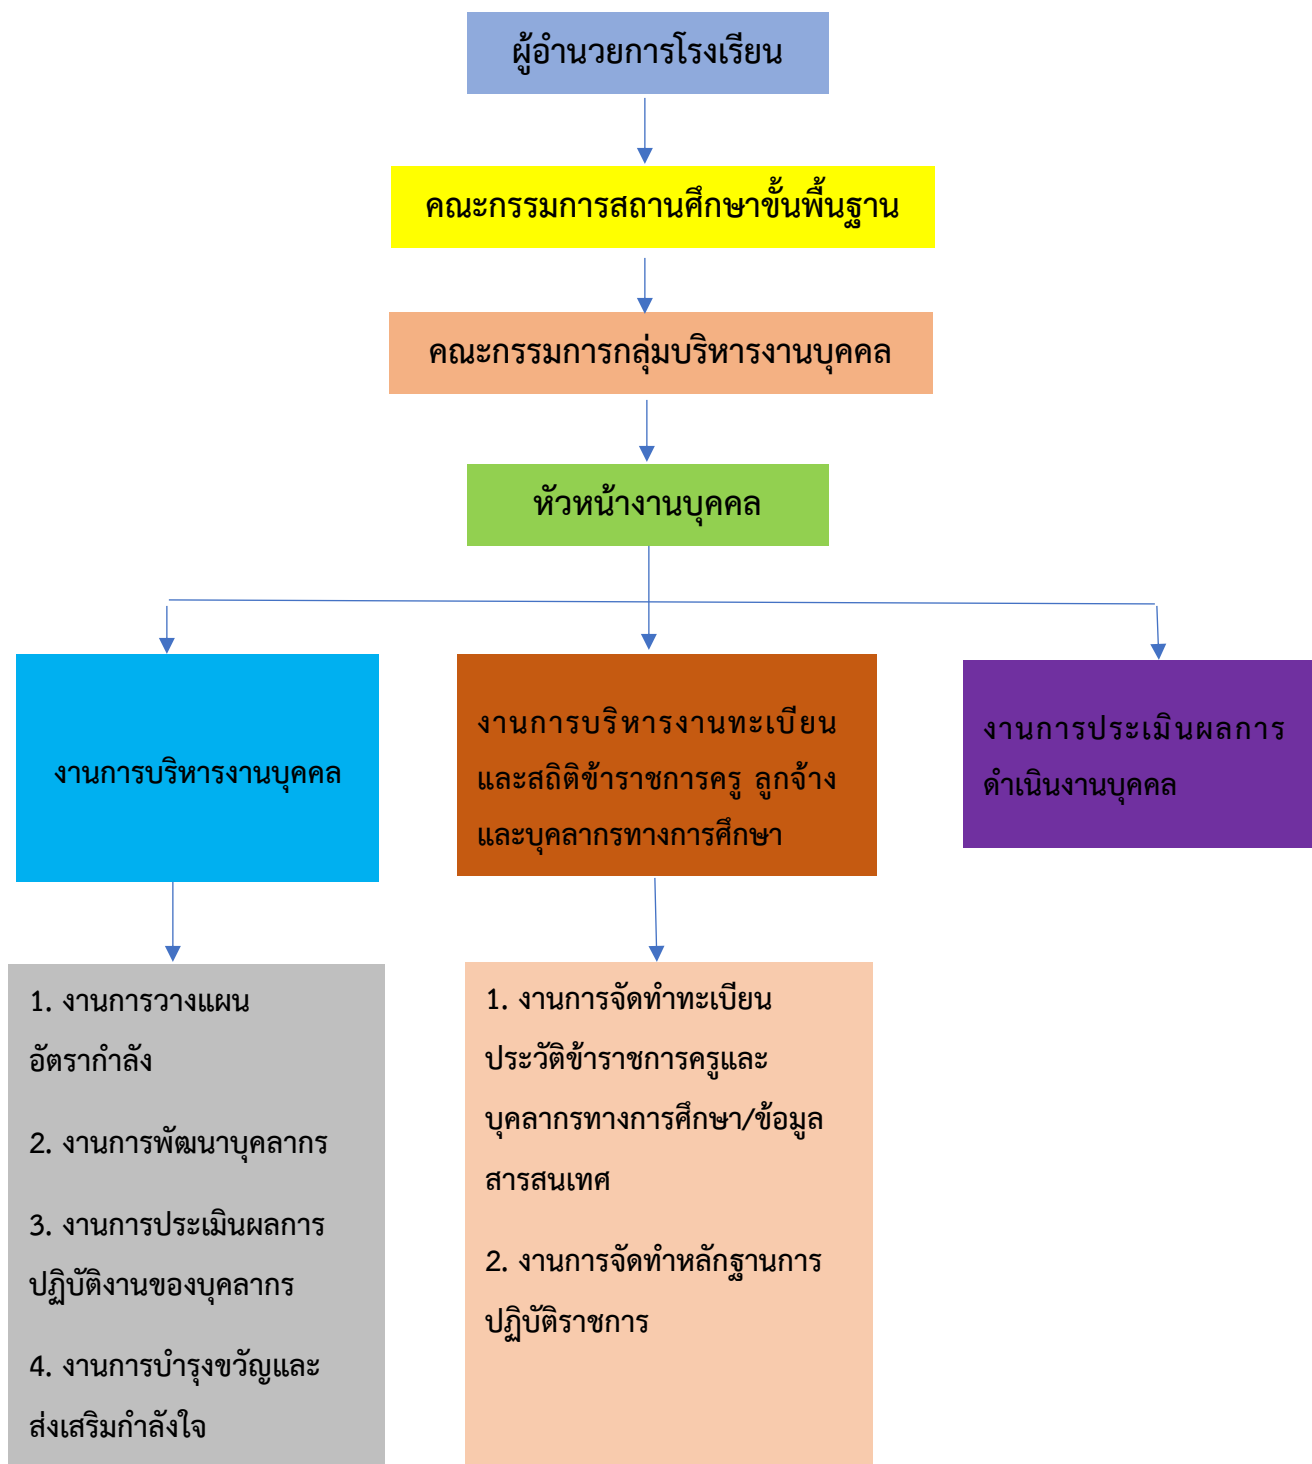 ผู้อำนวยการโรงเรียน
คณะกรรมการสถานศึกษาขั้นพื้นฐาน
คณะกรรมการกลุ่มบริหารงานบุคคล
หัวหน้างานบุคคล
งานการบริหารงานบุคคล
งานการบริหารงานทะเบียน
และสถิติข้าราชการครู ลูกจ้าง
และบุคลากรทางการศึกษา
งานการประเมินผลการ
ดำเนินงานบุคคล
1. งานการวางแผน
อัตรากำลัง
2. งานการพัฒนาบุคลากร
3. งานการประเมินผลการ
ปฏิบัติงานของบุคลากร
4. งานการบำรุงขวัญและ
ส่งเสริมกำลังใจ
1. งานการจัดทำทะเบียน
ประวัติข้าราชการครูและ
บุคลากรทางการศึกษา/ข้อมูล
สารสนเทศ
2. งานการจัดทำหลักฐานการ
ปฏิบัติราชการ